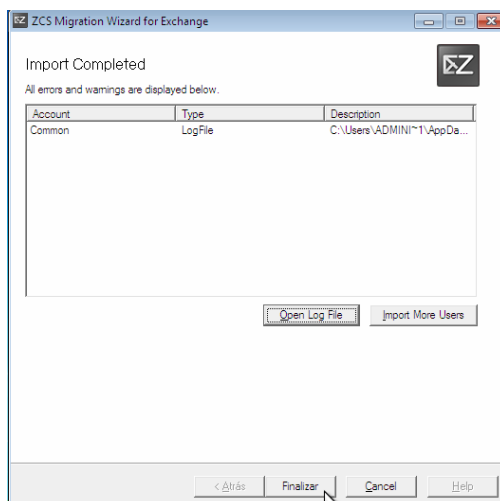 ZCS Migration Wizard for Exchange
Import Completed
All errors and warnings are displayed below.
Account Type Description
Common LogFile C:\Users\ADMINI~1\AppDa...
Open Log File Import More Users
< Atrás Finalizar Cancel Help